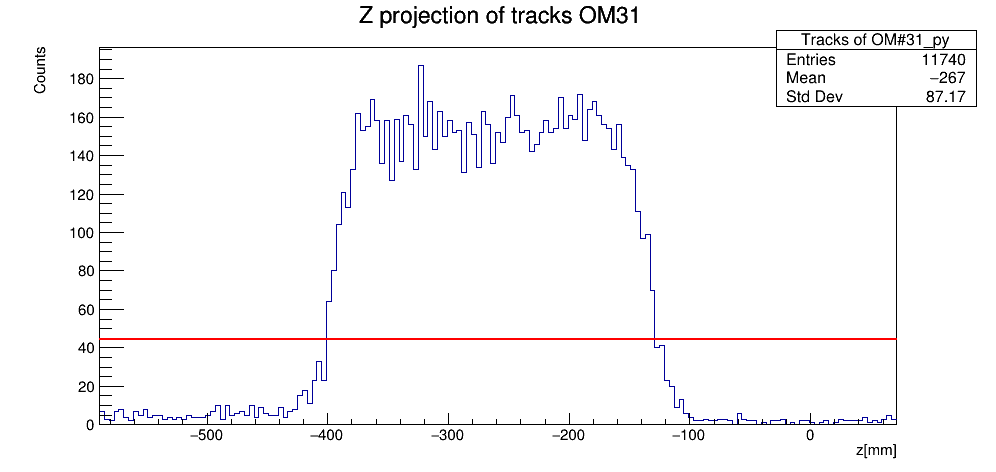 Z projection of tracks OM31
Tracks of OM#31_py
Entries 11740
Mean −267
Std Dev 87.17
Counts
180
160
140
120
100
80
60
40
20
0
−500 −400 −300 −200 −100 0
z[mm]